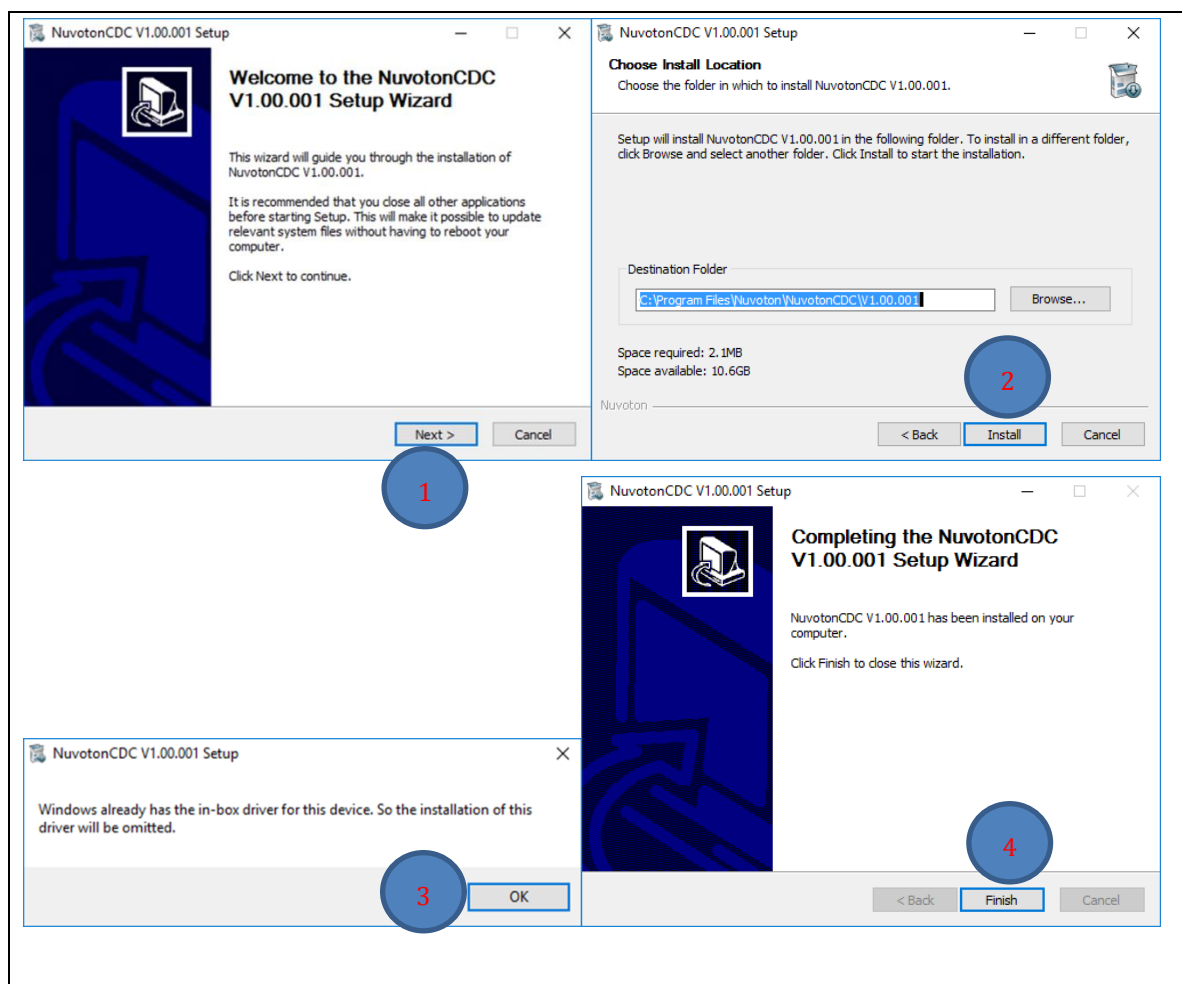 NuvotonCDC V1.00.001 Setup
Welcome to the NuvotonCDC
V1.00.001 Setup Wizard
This wizard will guide you through the installation of
NuvotonCDC V1.00.001.
It is recommended that you close all other applications
before starting Setup. This will make it possible to update
relevant system files without having to reboot your
computer.
Click Next to continue.
Next >
Cancel
1
NuvotonCDC V1.00.001 Setup
Choose Install Location
Choose the folder in which to install NuvotonCDC V1.00.001.
Setup will install NuvotonCDC V1.00.001 in the following folder. To install in a different folder,
click Browse and select another folder. Click Install to start the installation.
Destination Folder
C:\Program Files\Nuvoton\NuvotonCDC\V1.00.001
Browse...
Space required: 2.1MB
Space available: 10.6GB
2
Nuvoton
< Back
Install
Cancel
NuvotonCDC V1.00.001 Setup
Windows already has the in-box driver for this device. So the installation of this
driver will be omitted.
3
OK
NuvotonCDC V1.00.001 Setup
Completing the NuvotonCDC
V1.00.001 Setup Wizard
NuvotonCDC V1.00.001 has been installed on your
computer.
Click Finish to close this wizard.
4
< Back
Finish
Cancel